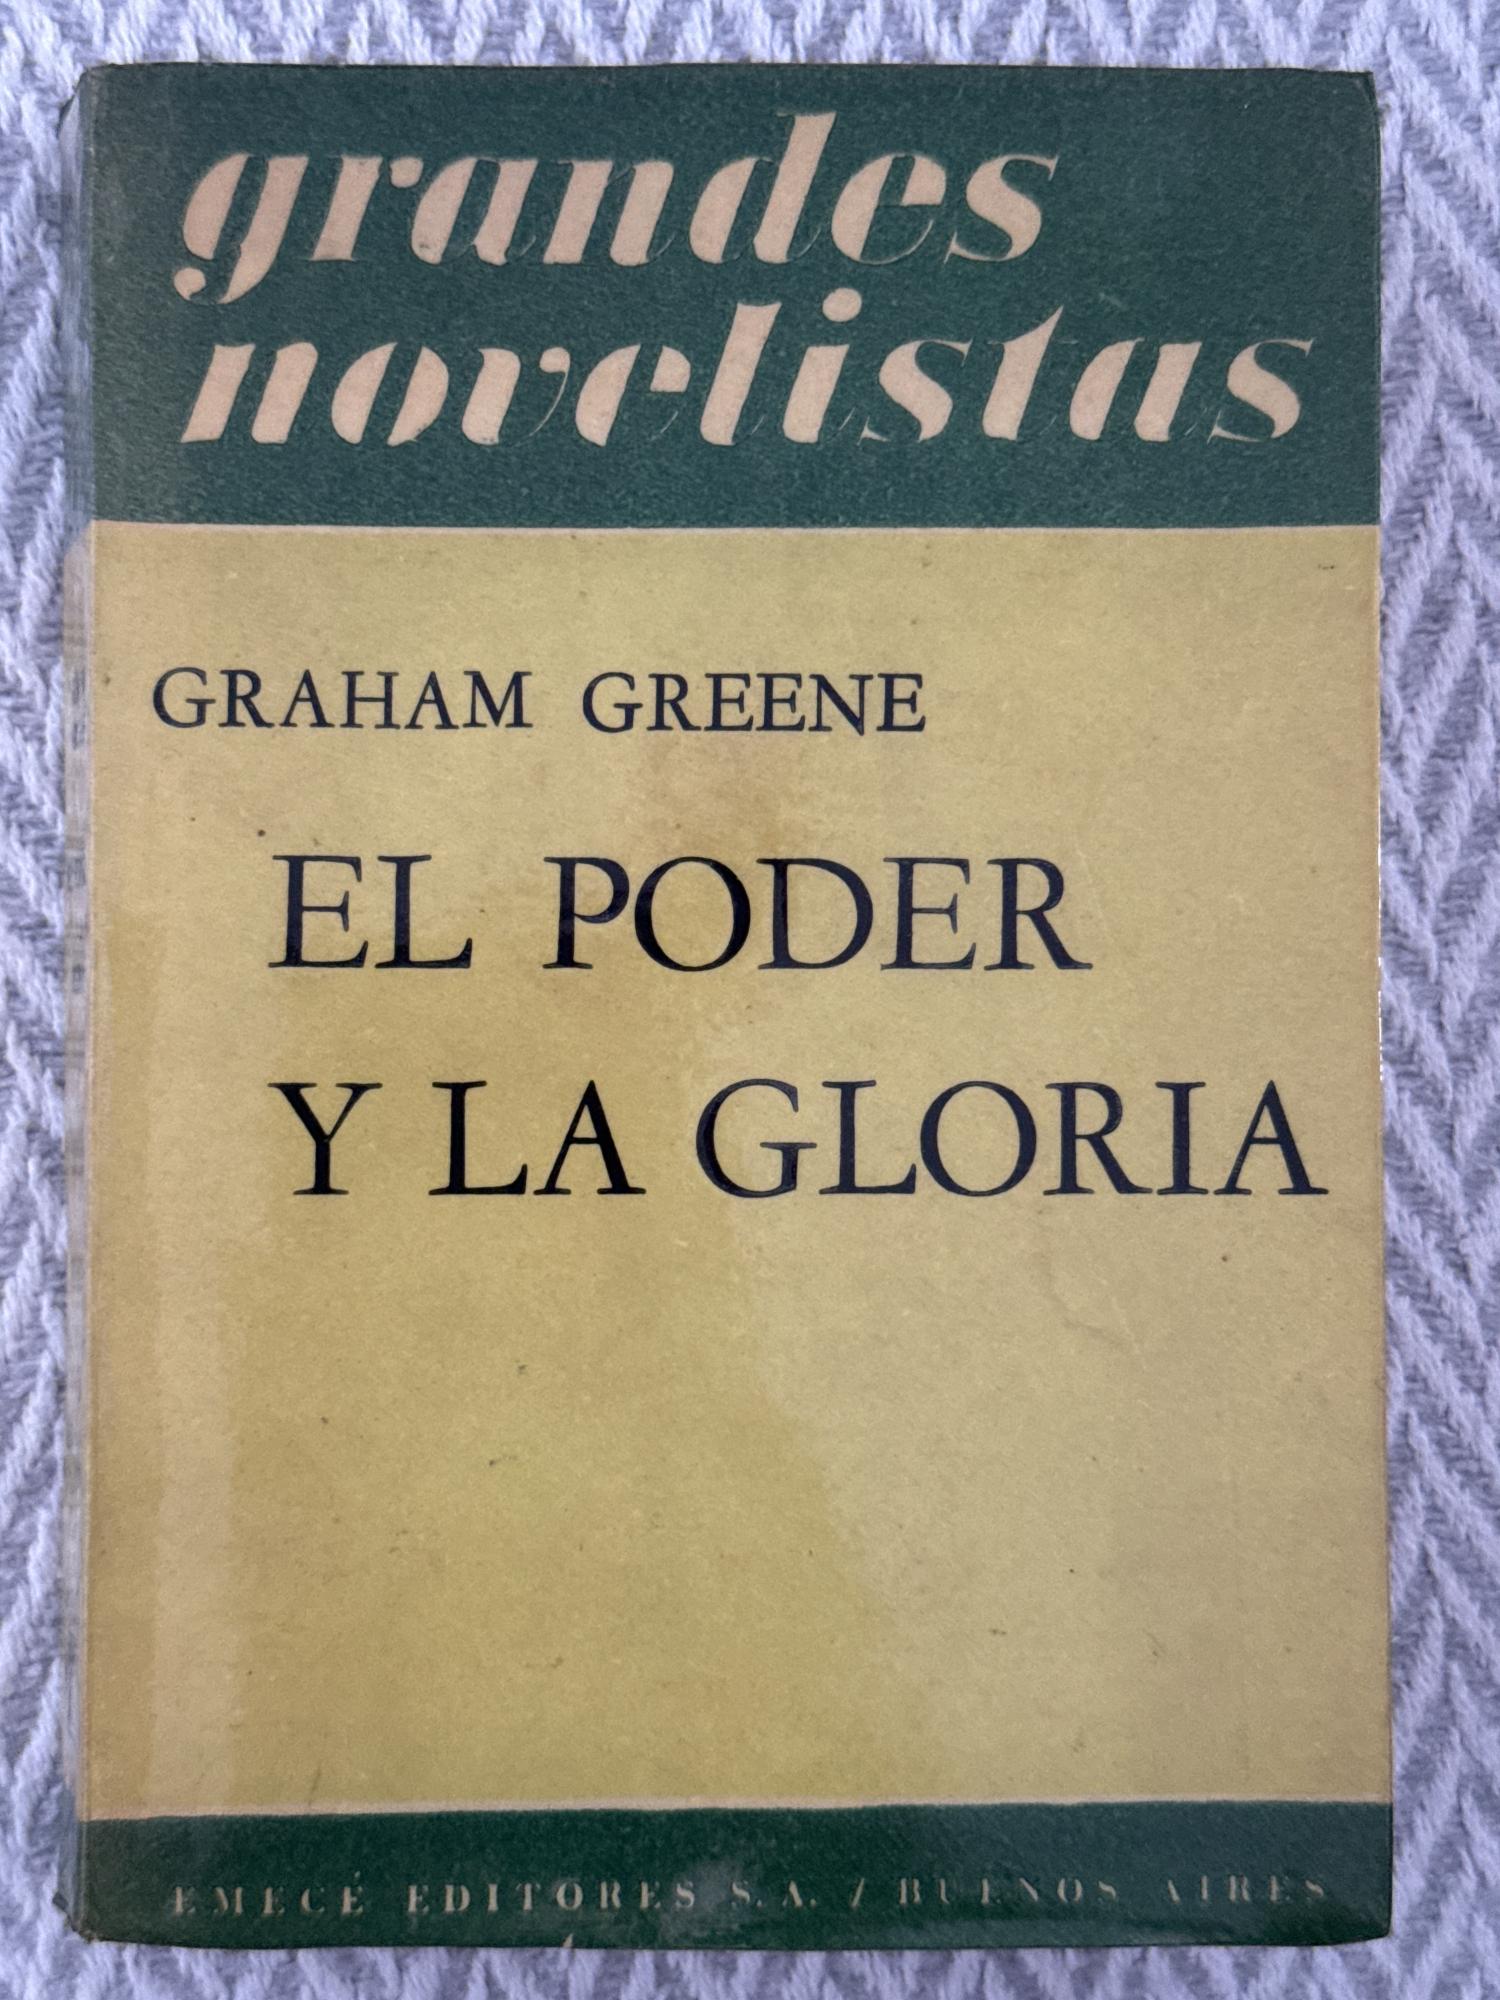 grandes
novelistas
GRAHAM GREENE
EL PODER
Y LA GLORIA
EMECÉ EDITORES S. A. / BUENOS AIRES